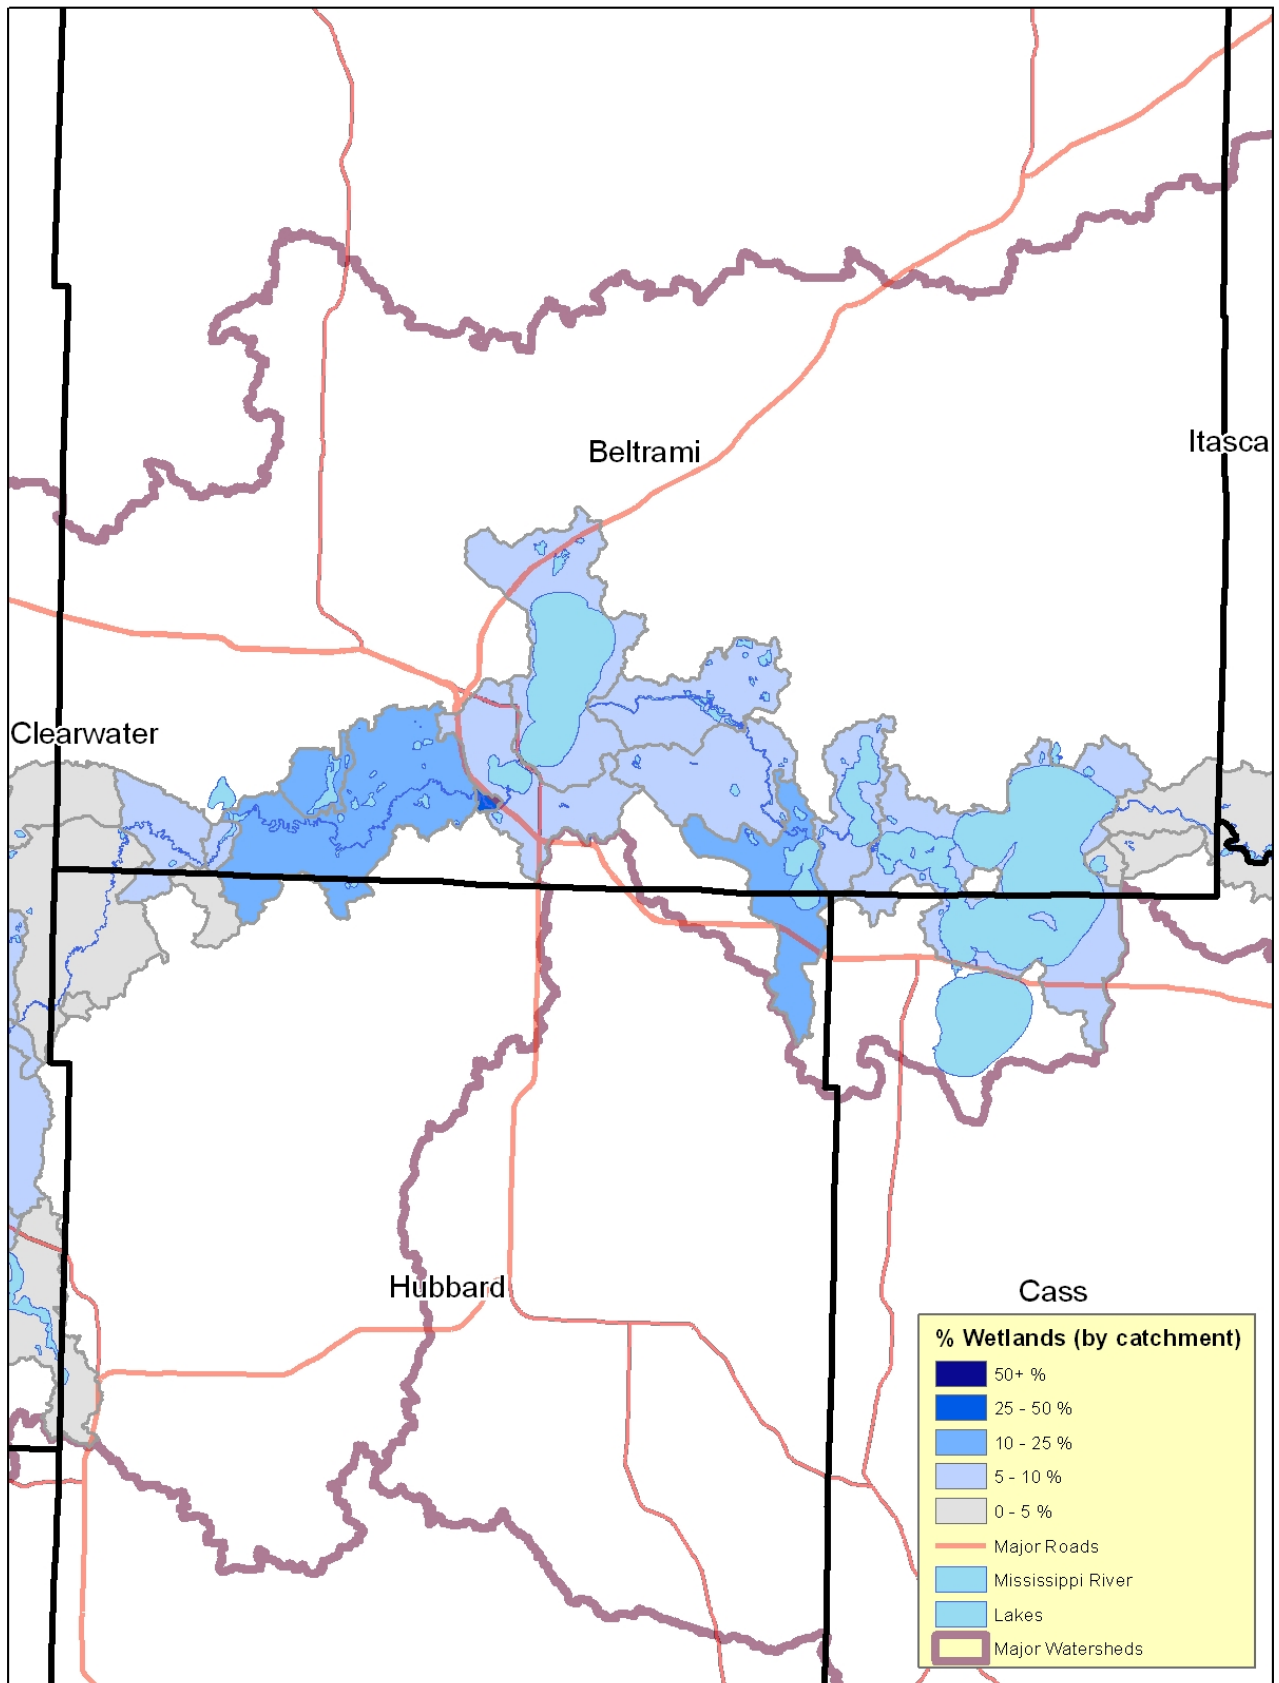 Beltrami
Itasca
Clearwater
Hubbard
Cass
% Wetlands (by catchment)
50+ %
25 - 50 %
10 - 25 %
5 - 10 %
0 - 5 %
Major Roads
Mississippi River
Lakes
Major Watersheds